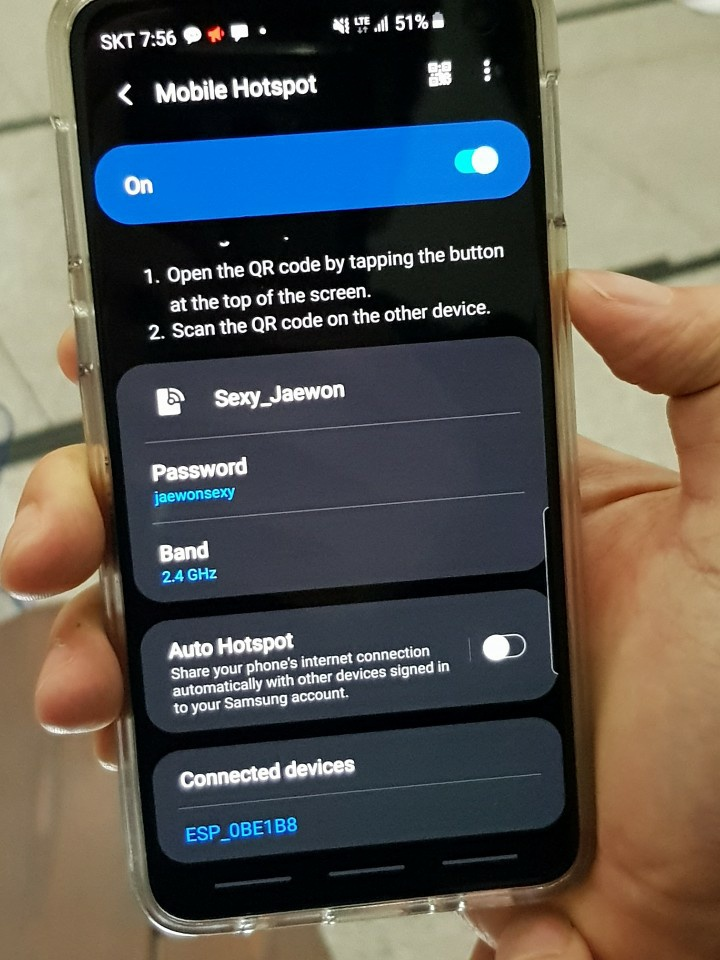 SKT 7:56 LTE 51%
Mobile Hotspot
On
1. Open the QR code by tapping the button
at the top of the screen.
2. Scan the QR code on the other device.
Sexy_Jaewon
Password
jaewonsexy
Band
2.4 GHz
Auto Hotspot
Share your phone's internet connection
automatically with other devices signed in
to your Samsung account.
Connected devices
ESP_0BE1B8